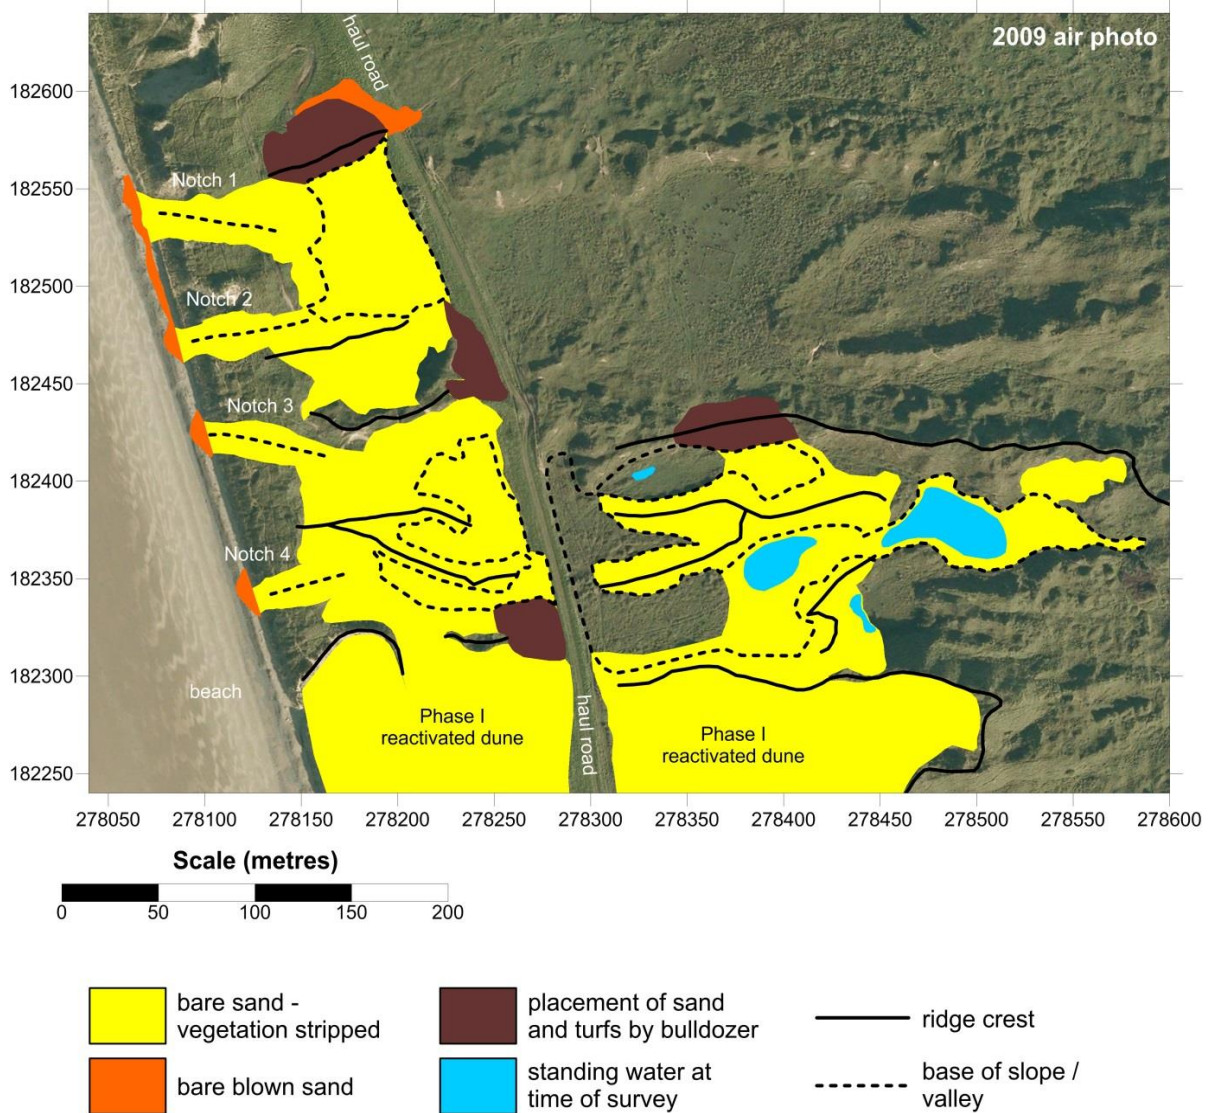 haul road
2009 air photo
182600
182550
182500
182450
182400
182350
182300
182250
Notch 1
Notch 2
Notch 3
Notch 4
beach
Phase I
reactivated dune
haul road
Phase I
reactivated dune
278050 278100 278150 278200 278250 278300 278350 278400 278450 278500 278550 278600
Scale (metres)
0 50 100 150 200
bare sand -
vegetation stripped
bare blown sand
placement of sand
and turfs by bulldozer
standing water at
time of survey
ridge crest
base of slope /
valley